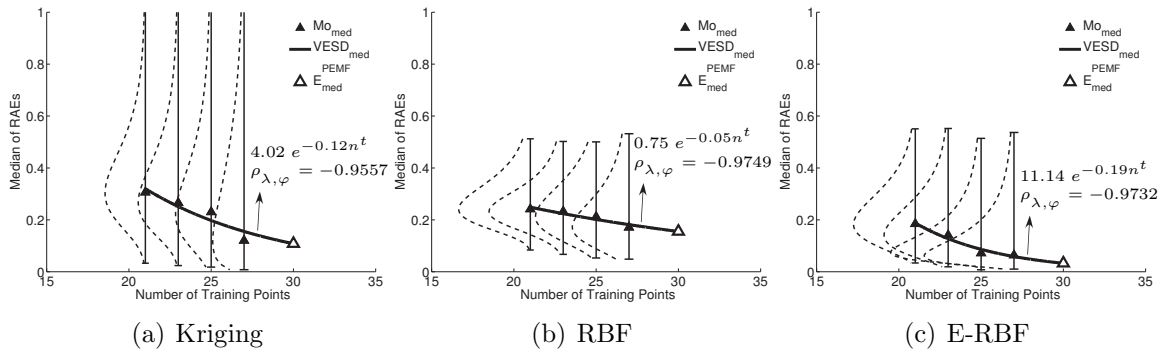 Median of RAEs
1
0.8
0.6
0.4
0.2
0
15 20 25 30 35
Number of Training Points
Mo_med
VESD_med
E_med^PEMF
4.02 e^{-0.12n^t}
ρ_{λ,φ} = −0.9557
(a) Kriging
Median of RAEs
1
0.8
0.6
0.4
0.2
0
15 20 25 30 35
Number of Training Points
Mo_med
VESD_med
E_med^PEMF
0.75 e^{-0.05n^t}
ρ_{λ,φ} = −0.9749
(b) RBF
Median of RAEs
1
0.8
0.6
0.4
0.2
0
15 20 25 30 35
Number of Training Points
Mo_med
VESD_med
E_med^PEMF
11.14 e^{-0.19n^t}
ρ_{λ,φ} = −0.9732
(c) E-RBF